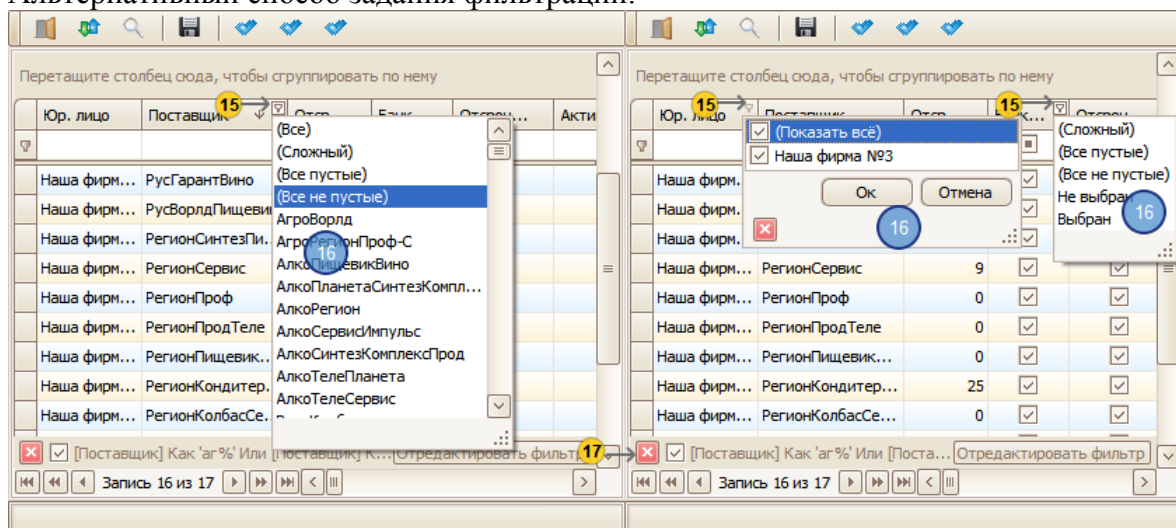 Альтернативный способ задания фильтрации:
Перетащите столбец сюда, чтобы сгруппировать по нему
15
Юр. лицо Поставщик Отср... Банк Отсроч... Акти
(Все)
(Сложный)
(Все пустые)
(Все не пустые)
АгроВорлд
АгроРегионПроф-С
АлкоПищевикВино
АлкоПланетаСинтезКомпл...
АлкоРегион
АлкоСервисИмпульс
АлкоСинтезКомплексПрод
АлкоТелеПланета
АлкоТелеСервис
16
Наша фирм... РусГарантВино
Наша фирм... РусВорлдПищеви
Наша фирм... РегионСинтезПи...
Наша фирм... РегионСервис
Наша фирм... РегионПроф
Наша фирм... РегионПродТеле
Наша фирм... РегионПищевик...
Наша фирм... РегионКондитер.
Наша фирм... РегионКолбасСе.
[Поставщик] Как 'аг%' Или [Поставщик] К... Отредактировать фильтр
17
Запись 16 из 17
Перетащите столбец сюда, чтобы сгруппировать по нему
15 15
Юр. лицо Поставщик Отср... к... Отсроч...
(Показать всё)
Наша фирма №3
Ок Отмена
16
(Сложный)
(Все пустые)
(Все не пустые)
Не выбран
Выбран
16
Наша фирм.
Наша фирм.
Наша фирм.
Наша фирм... РегионСервис 9
Наша фирм... РегионПроф 0
Наша фирм... РегионПродТеле 0
Наша фирм... РегионПищевик... 0
Наша фирм... РегионКондитер... 25
Наша фирм... РегионКолбасСе... 0
[Поставщик] Как 'аг%' Или [Поста... Отредактировать фильтр
Запись 16 из 17